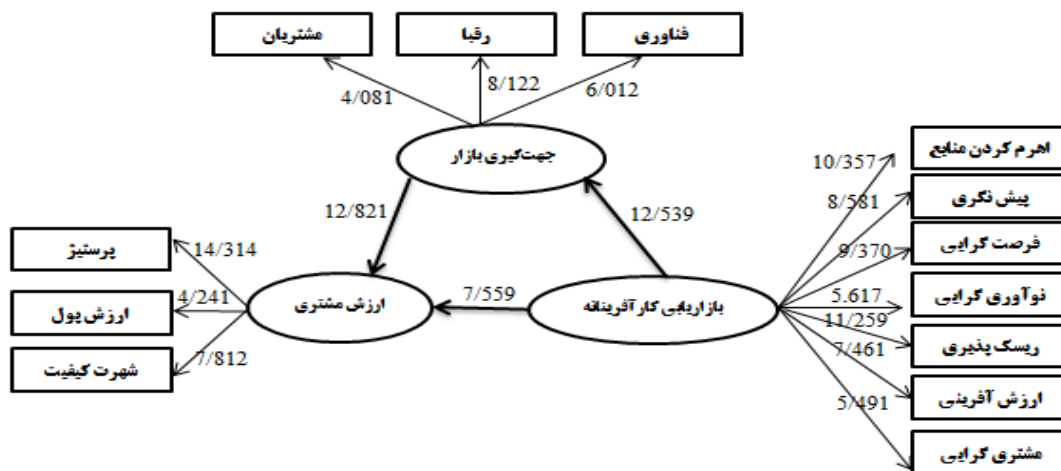 فناوری
رقبا
مشتریان
6/012
8/122
4/081
جهت‌گیری بازار
اهرم کردن منابع
10/357
پیش نگری
8/581
12/539
12/821
فرصت گرایی
9/370
پرستیژ
14/314
نوآوری گرایی
5.617
بازاریابی کارآفرینانه
7/559
ارزش مشتری
4/241
ارزش پول
ریسک پذیری
11/259
7/812
شهرت کیفیت
ارزش آفرینی
7/461
مشتری گرایی
5/491